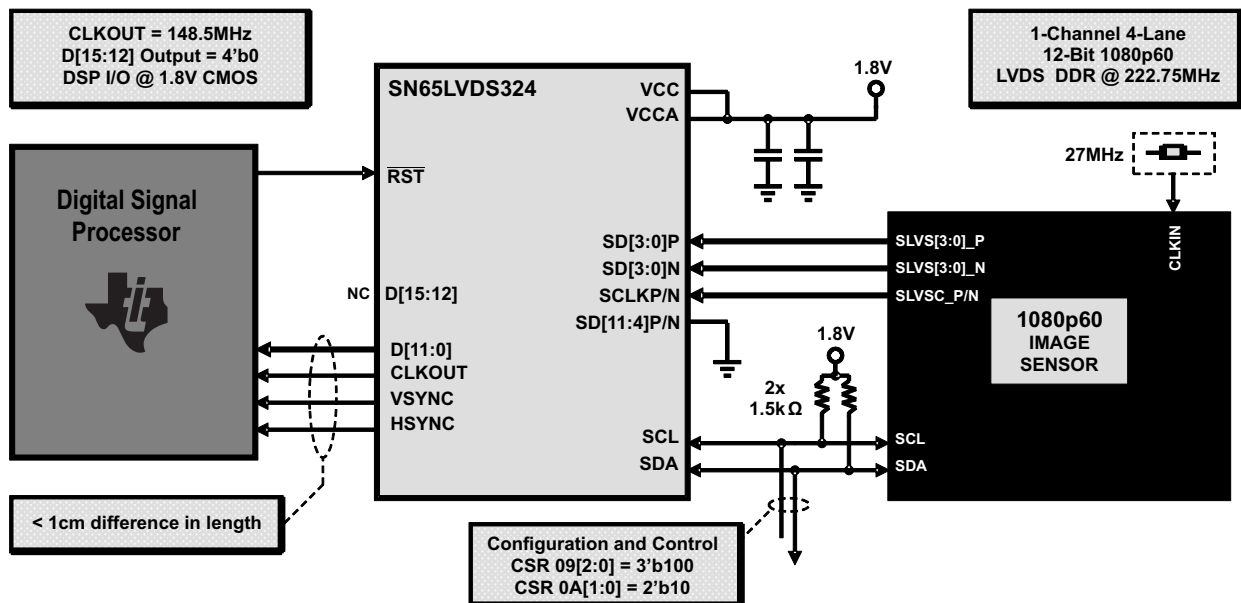 CLKOUT = 148.5MHz
D[15:12] Output = 4'b0
DSP I/O @ 1.8V CMOS
1-Channel 4-Lane
12-Bit 1080p60
LVDS DDR @ 222.75MHz
SN65LVDS324
VCC
VCCA
1.8V
27MHz
Digital Signal
Processor
RST
SD[3:0]P
SD[3:0]N
SCLKP/N
SD[11:4]P/N
SLVS[3:0]_P
SLVS[3:0]_N
SLVSC_P/N
CLKIN
NC
D[15:12]
D[11:0]
CLKOUT
VSYNC
HSYNC
1080p60
IMAGE
SENSOR
1.8V
2x
1.5kΩ
SCL
SDA
SCL
SDA
< 1cm difference in length
Configuration and Control
CSR 09[2:0] = 3'b100
CSR 0A[1:0] = 2'b10